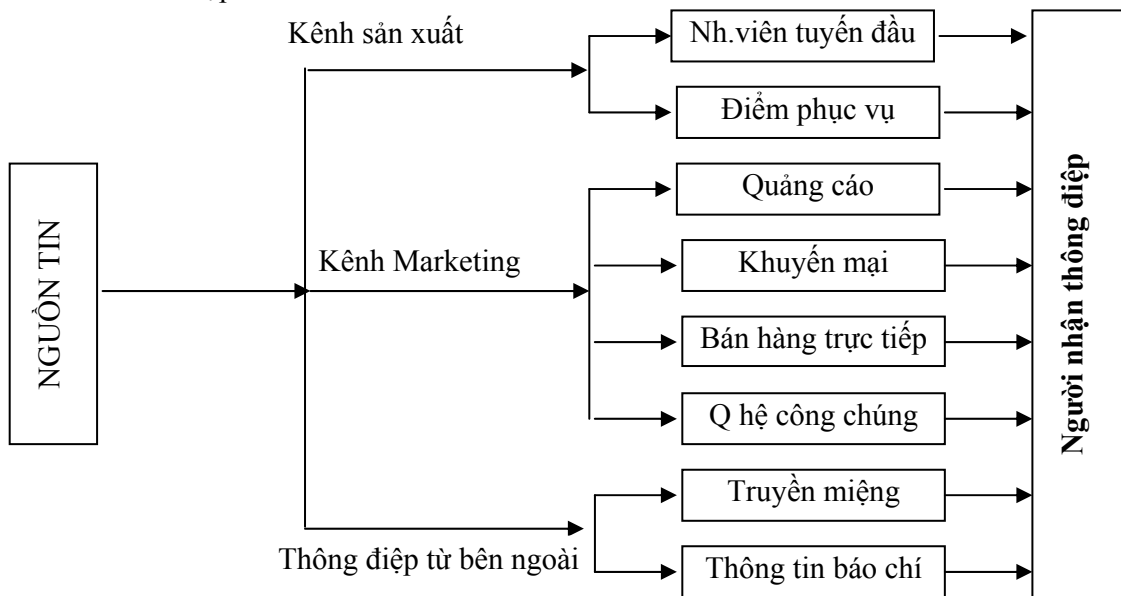 Kênh sản xuất
Nh.viên tuyến đầu
Điểm phục vụ
NGUỒN TIN
Kênh Marketing
Quảng cáo
Khuyến mại
Bán hàng trực tiếp
Q hệ công chúng
Thông điệp từ bên ngoài
Truyền miệng
Thông tin báo chí
Người nhận thông điệp